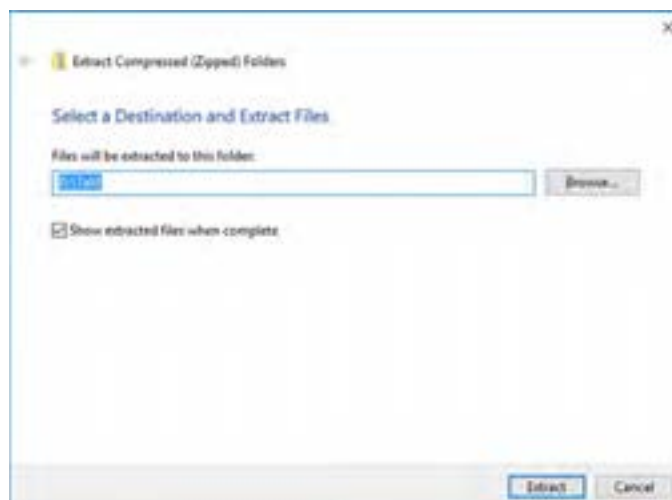 Extract Compressed (Zipped) Folders
Select a Destination and Extract Files
Files will be extracted to this folder:
Browse...
Show extracted files when complete
Extract Cancel